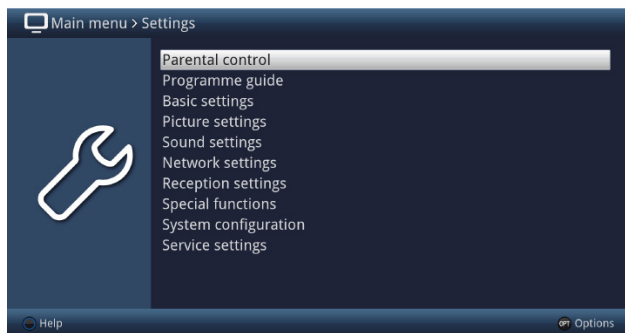 Main menu > Settings
Parental control
Programme guide
Basic settings
Picture settings
Sound settings
Network settings
Reception settings
Special functions
System configuration
Service settings
Help
OPT Options